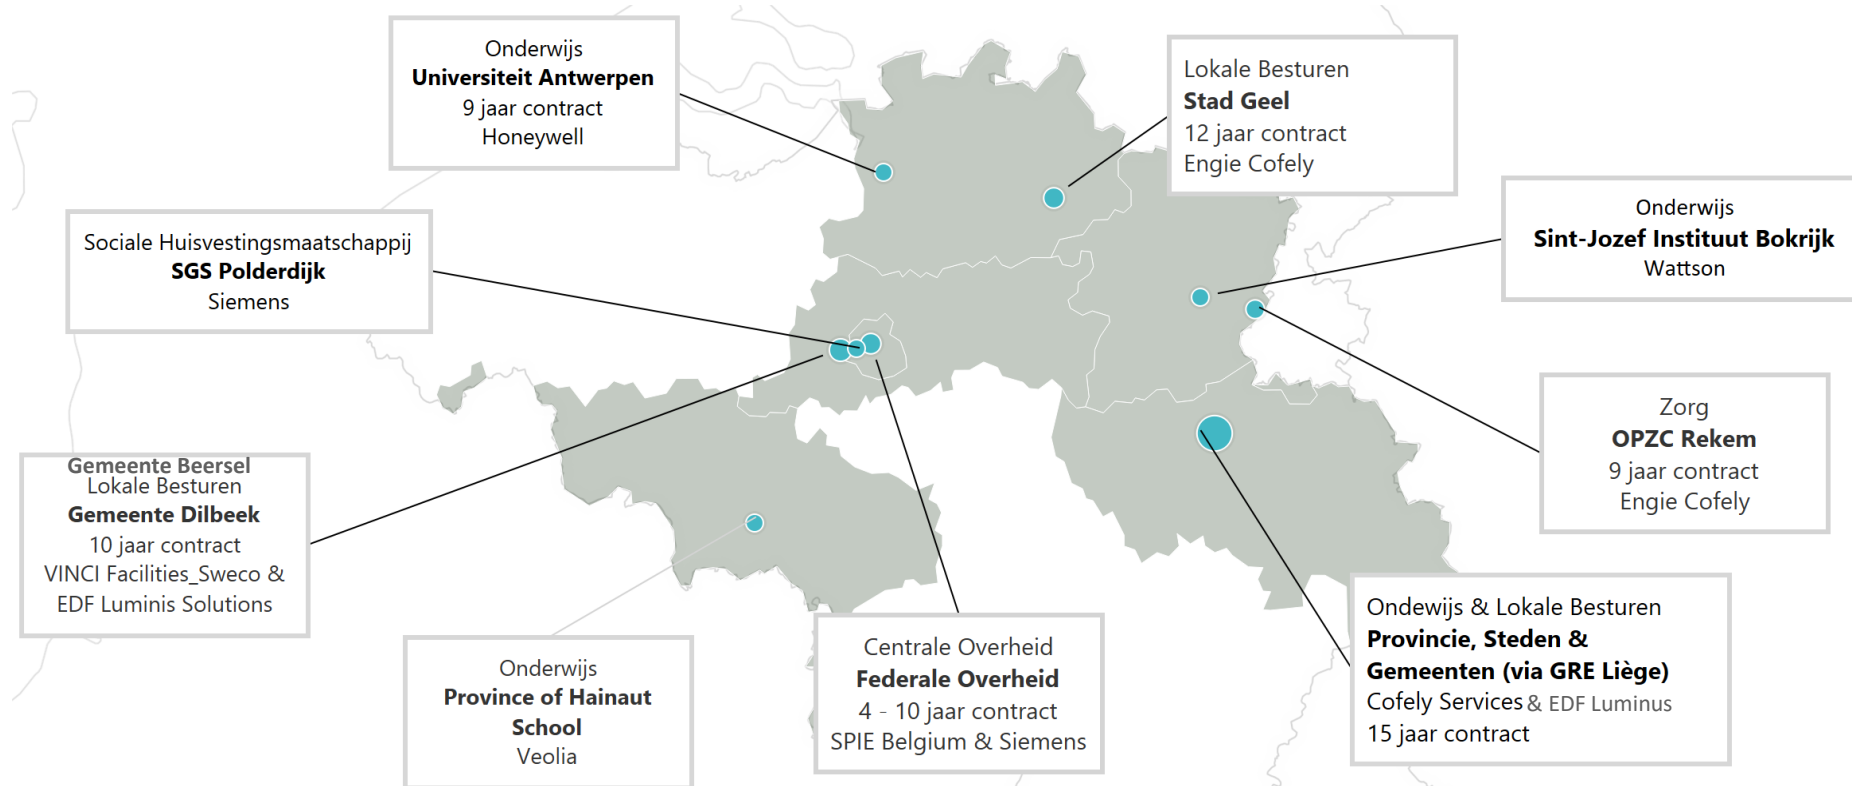 Onderwijs
Universiteit Antwerpen
9 jaar contract
Honeywell
Lokale Besturen
Stad Geel
12 jaar contract
Engie Cofely
Onderwijs
Sint-Jozef Instituut Bokrijk
Wattson
Sociale Huisvestingsmaatschappij
SGS Polderdijk
Siemens
Zorg
OPZC Rekem
9 jaar contract
Engie Cofely
Gemeente Beersel
Lokale Besturen
Gemeente Dilbeek
10 jaar contract
VINCI Facilities_Sweco &
EDF Luminis Solutions
Onderwijs
Province of Hainaut
School
Veolia
Centrale Overheid
Federale Overheid
4 - 10 jaar contract
SPIE Belgium & Siemens
Ondewijs & Lokale Besturen
Provincie, Steden &
Gemeenten (via GRE Liège)
Cofely Services & EDF Luminus
15 jaar contract